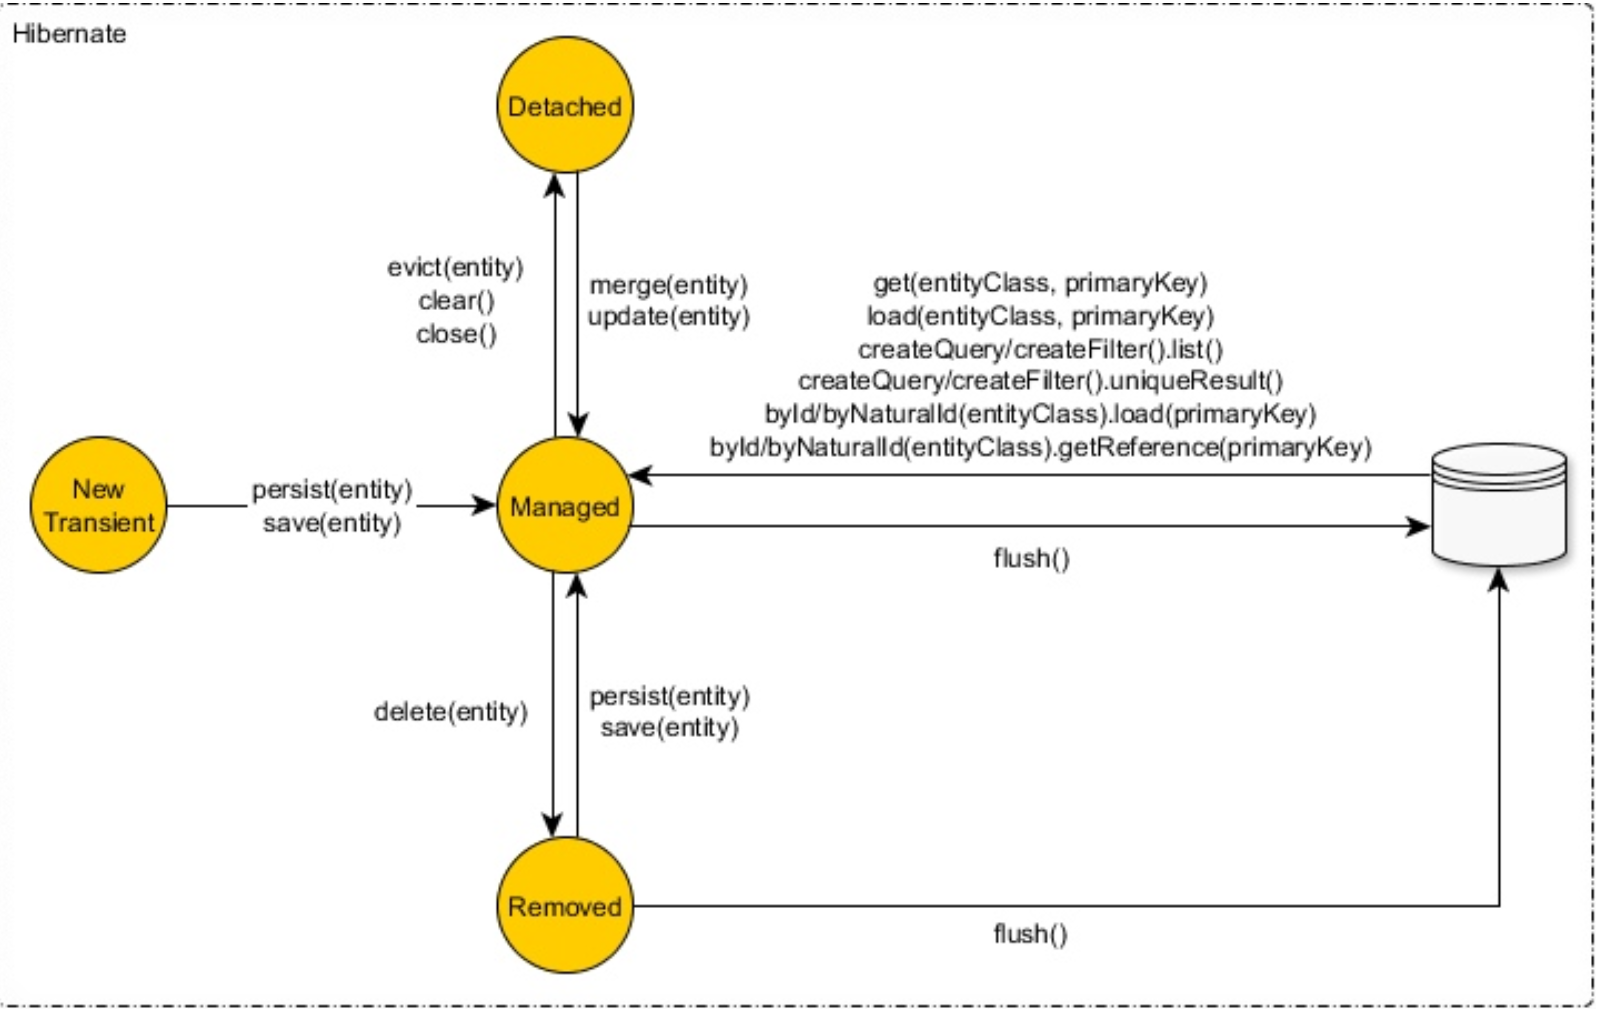 Hibernate
Detached
evict(entity)
clear()
close()
merge(entity)
update(entity)
get(entityClass, primaryKey)
load(entityClass, primaryKey)
createQuery/createFilter().list()
createQuery/createFilter().uniqueResult()
byId/byNaturalId(entityClass).load(primaryKey)
byId/byNaturalId(entityClass).getReference(primaryKey)
New
Transient
persist(entity)
save(entity)
Managed
flush()
delete(entity)
persist(entity)
save(entity)
Removed
flush()